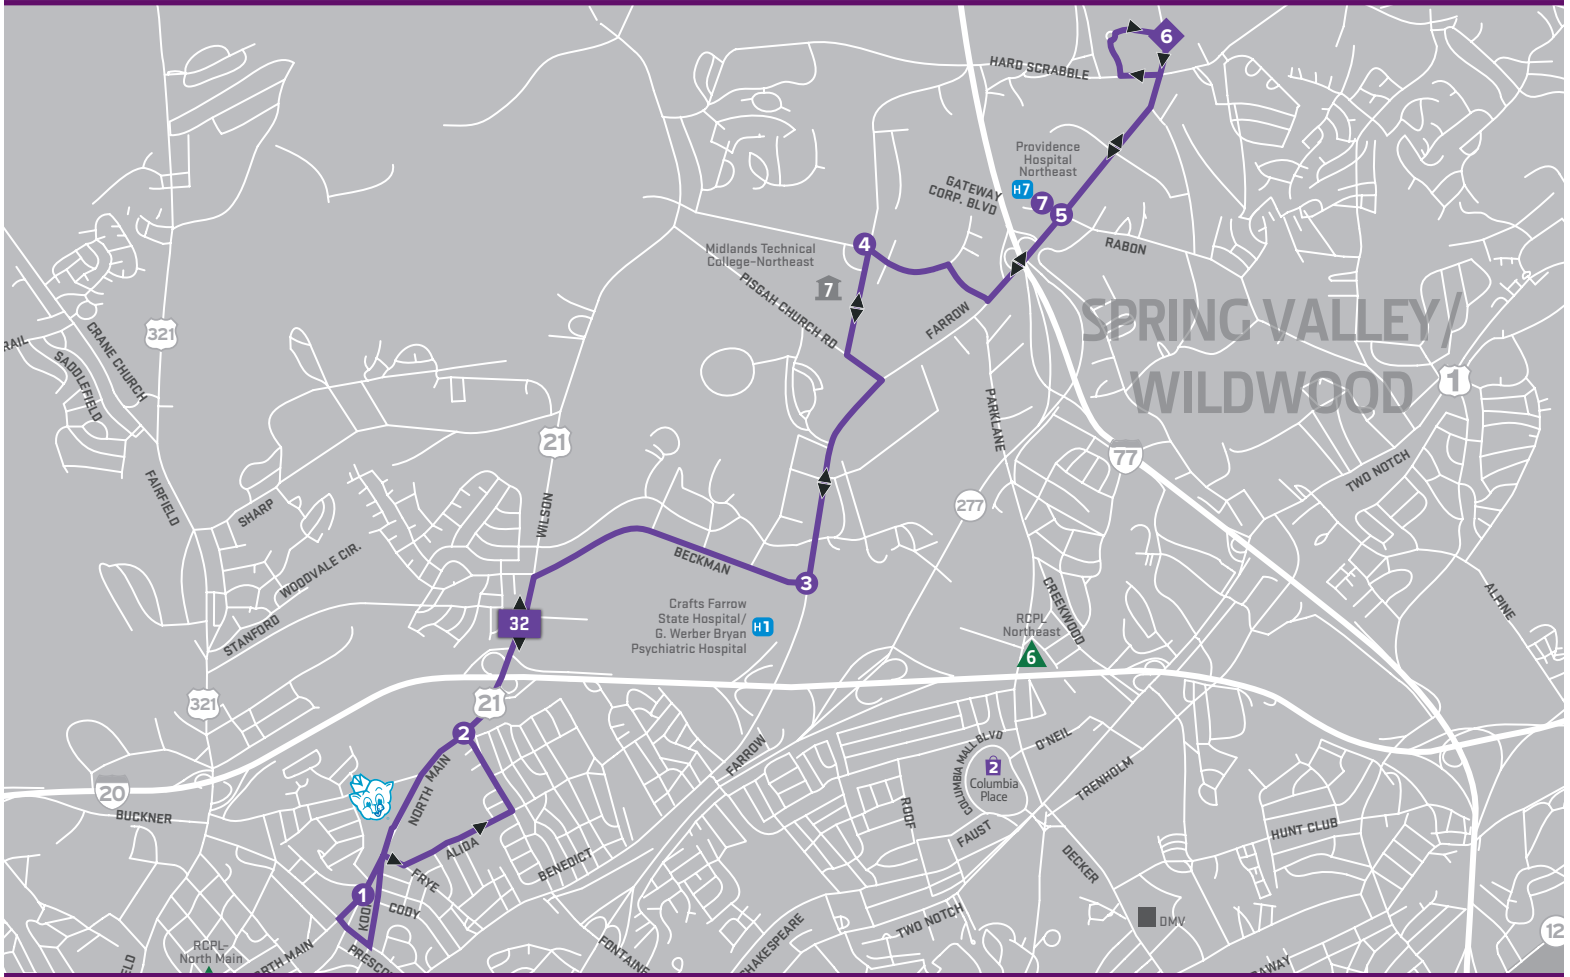 6
HARD SCRABBLE
Providence
Hospital
Northeast
H7
7
5
GATEWAY
CORP. BLVD
RABON
4
Midlands Technical
College-Northeast
7
PISGAH CHURCH RD
FARROW
SPRING VALLEY/
WILDWOOD
321
CRANE CHURCH
SADDLEFIELD
RAIL
1
21
PARKLANE
77
TWO NOTCH
FAIRFIELD
SHARP
WILSON
277
WOODVALE CIR.
BECKMAN
3
CREEKWOOD
ALPINE
STANFORD
32
Crafts Farrow
State Hospital/
G. Werber Bryan
Psychiatric Hospital
H1
RCPL
Northeast
6
321
21
2
FARROW
COLUMBIA MALL BLVD
O'NEIL
2
Columbia
Place
TRENHOLM
20
BUCKNER
NORTH MAIN
ROOF
FAUST
HUNT CLUB
ALIDA
BENEDICT
FRYE
DECKER
1
CODY
TWO NOTCH
DMV
12
RCPL-
North Main
FONTAINE